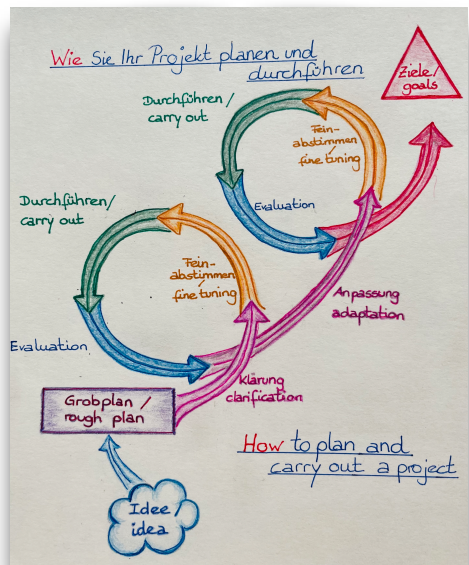 Wie Sie Ihr Projekt planen und
durchführen
Ziele/
goals
Durchführen/
carry out
Fein-
abstimmen
fine tuning
Evaluation
Durchführen/
carry out
Fein-
abstimmen
fine tuning
Anpassung
adaptation
Evaluation
Klärung
clarification
Grobplan /
rough plan
How to plan and
carry out a project
Idee /
idea